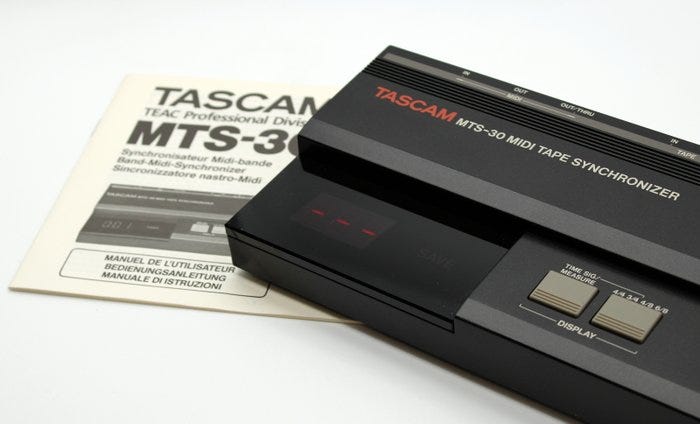 TASCAM
TEAC Professional Divis
MTS-30
Synchronisateur Midi-bande
Band-Midi-Synchronizer
Sincronizzatore nastro-Midi
MANUEL DE L'UTILISATEUR
BEDIENUNGSANLEITUNG
MANUALE DI ISTRUZIONI
IN
OUT
OUT/THRU
IN
MIDI
TAPE
TASCAM MTS-30 MIDI TAPE SYNCHRONIZER
- - -
SAVE
TIME SIG/
MEASURE
4/4 3/4 4/8 6/8
DISPLAY